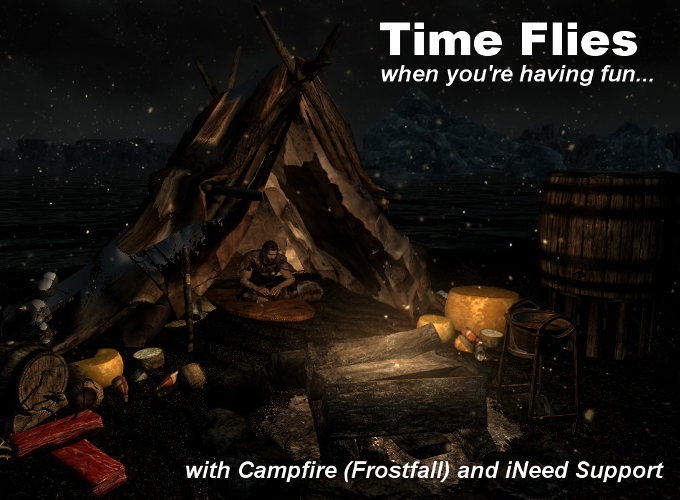 Time Flies
when you're having fun...
with Campfire (Frostfall) and iNeed Support